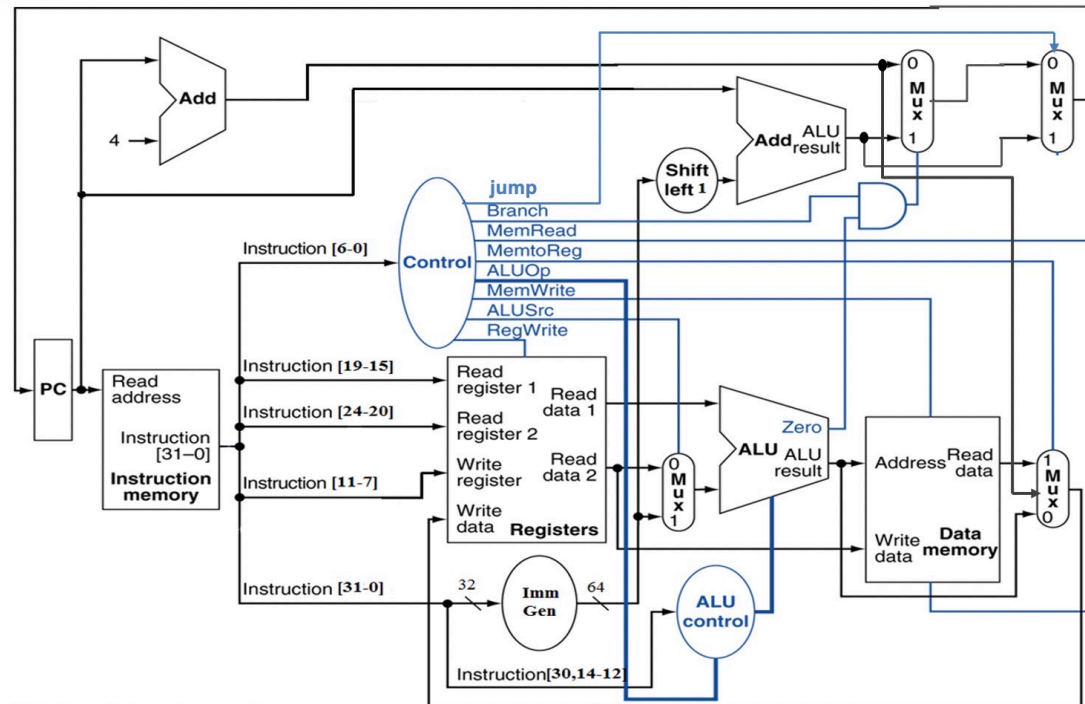 Add
4
0
Mux
1
0
Mux
1
Add ALU
result
Shift
left 1
jump
Branch
MemRead
MemtoReg
ALUOp
MemWrite
ALUSrc
RegWrite
Control
Instruction [6-0]
PC
Read
address
Instruction
[31–0]
Instruction
memory
Instruction [19-15]
Instruction [24-20]
Instruction [11-7]
Instruction [31-0]
Read
register 1
Read
register 2
Write
register
Write
data
Read
data 1
Read
data 2
Registers
0
Mux
1
Zero
ALU
ALU
result
Address
Read
data
Write
data
Data
memory
1
Mux
0
32
Imm
Gen
64
ALU
control
Instruction[30,14-12]